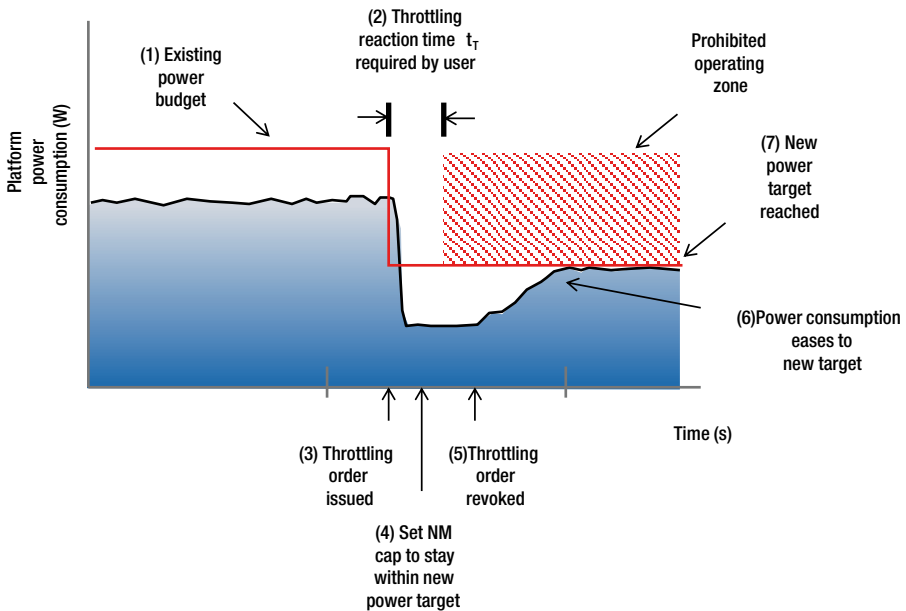 (2) Throttling
reaction time tT
required by user
(1) Existing
power
budget
Prohibited
operating
zone
(7) New
power
target
reached
Platform
power
consumption (W)
(6)Power consumption
eases to
new target
Time (s)
(3) Throttling
order
issued
(5)Throttling
order
revoked
(4) Set NM
cap to stay
within new
power target